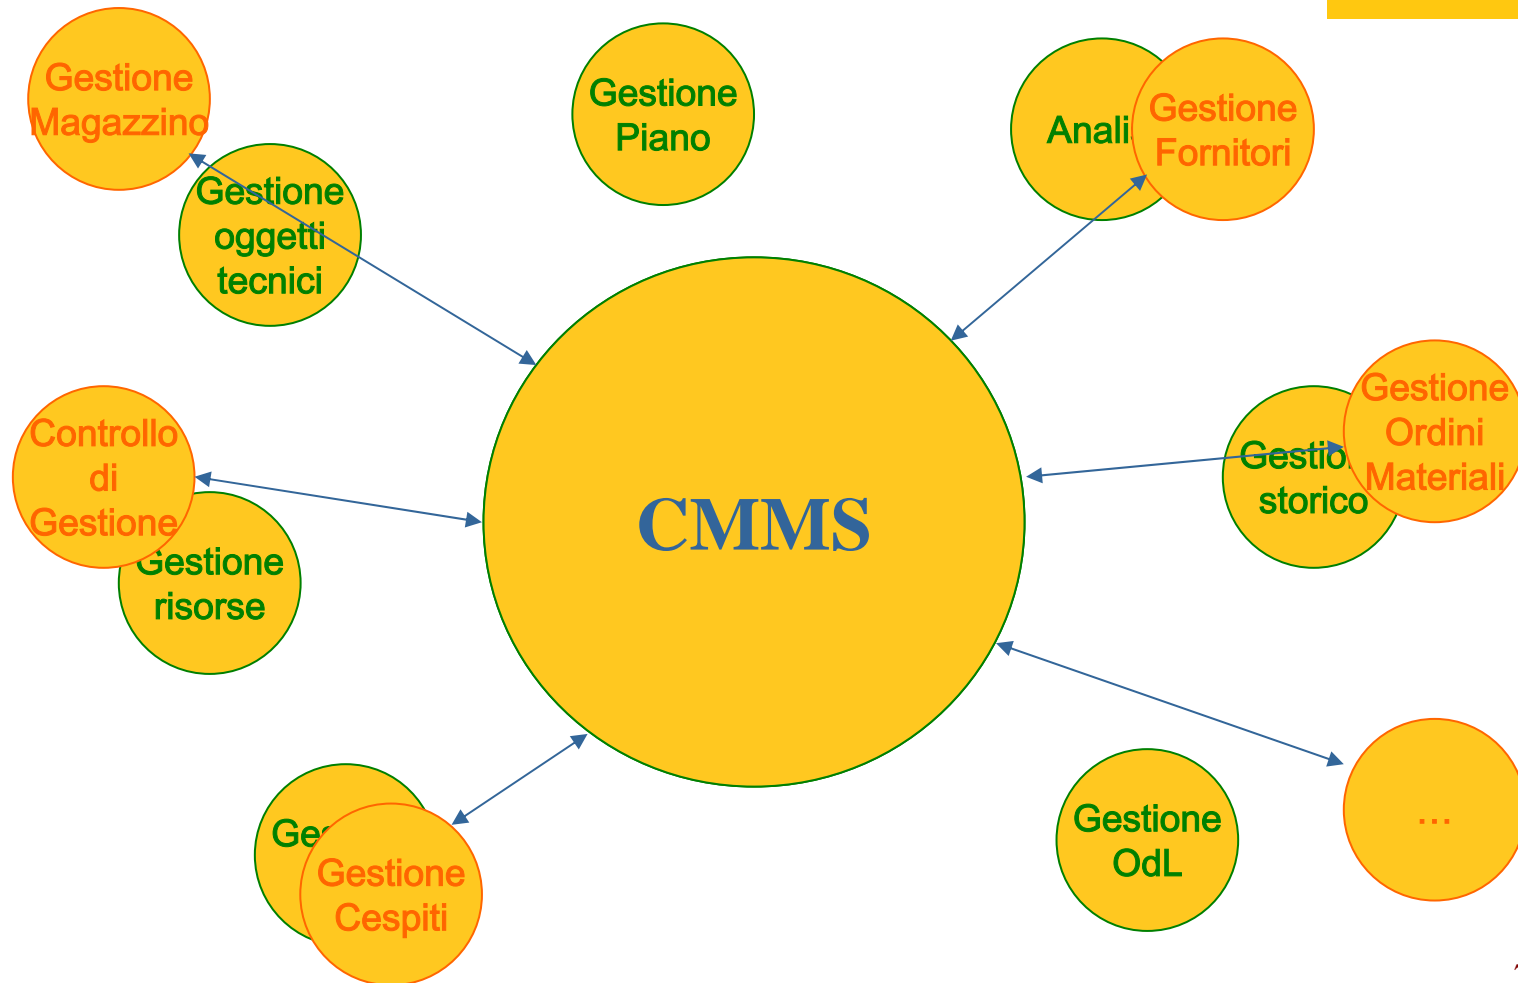 Gestione
Magazzino
Gestione
Piano
Gestione
Fornitori
Gestione
oggetti
tecnici
CMMS
Gestione
Ordini
Materiali
storico
Controllo
di
Gestione
Gestione
risorse
Gestione
Cespiti
Gestione
OdL
...